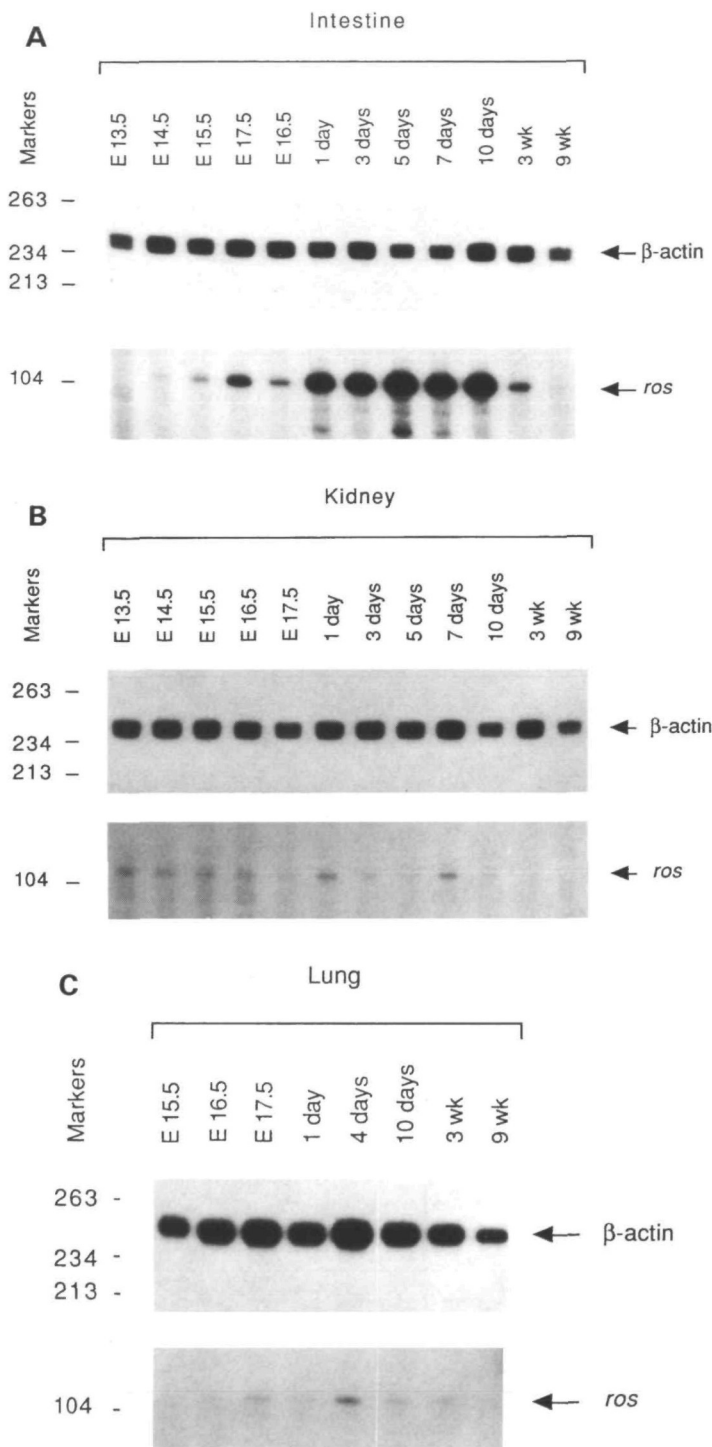 A
Intestine
Markers
E 13.5
E 14.5
E 15.5
E 17.5
E 16.5
1 day
3 days
5 days
7 days
10 days
3 wk
9 wk
263
234
213
β-actin
104
ros
B
Kidney
Markers
E 13.5
E 14.5
E 15.5
E 16.5
E 17.5
1 day
3 days
5 days
7 days
10 days
3 wk
9 wk
263
234
213
β-actin
104
ros
C
Lung
Markers
E 15.5
E 16.5
E 17.5
1 day
4 days
10 days
3 wk
9 wk
263
234
213
β-actin
104
ros